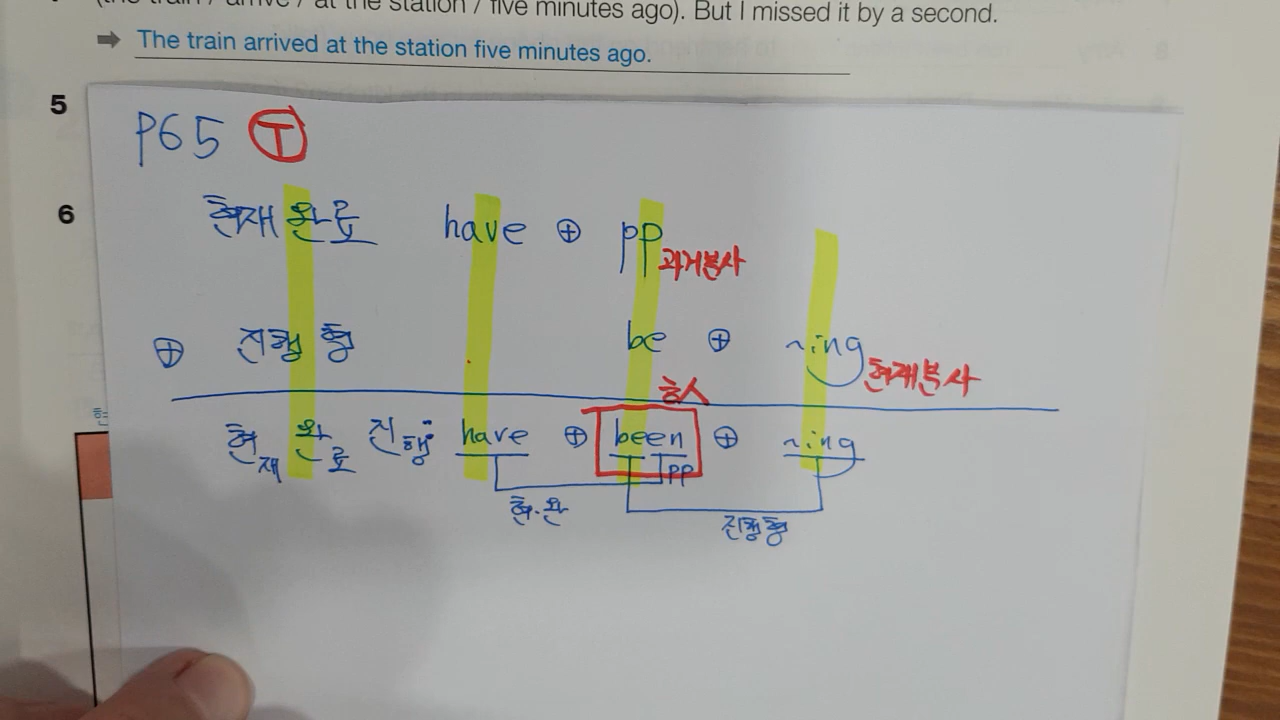 (the train / arrive / at the station / five minutes ago). But I missed it by a second.
➡ The train arrived at the station five minutes ago.
5
P65 Ⓣ
6
현재완료 have ⊕ pp 과거분사
⊕ 진행형 be ⊕ ~ing 현재분사
합
현재완료진행: have ⊕ been ⊕ ~ing
pp
현·완
진행형